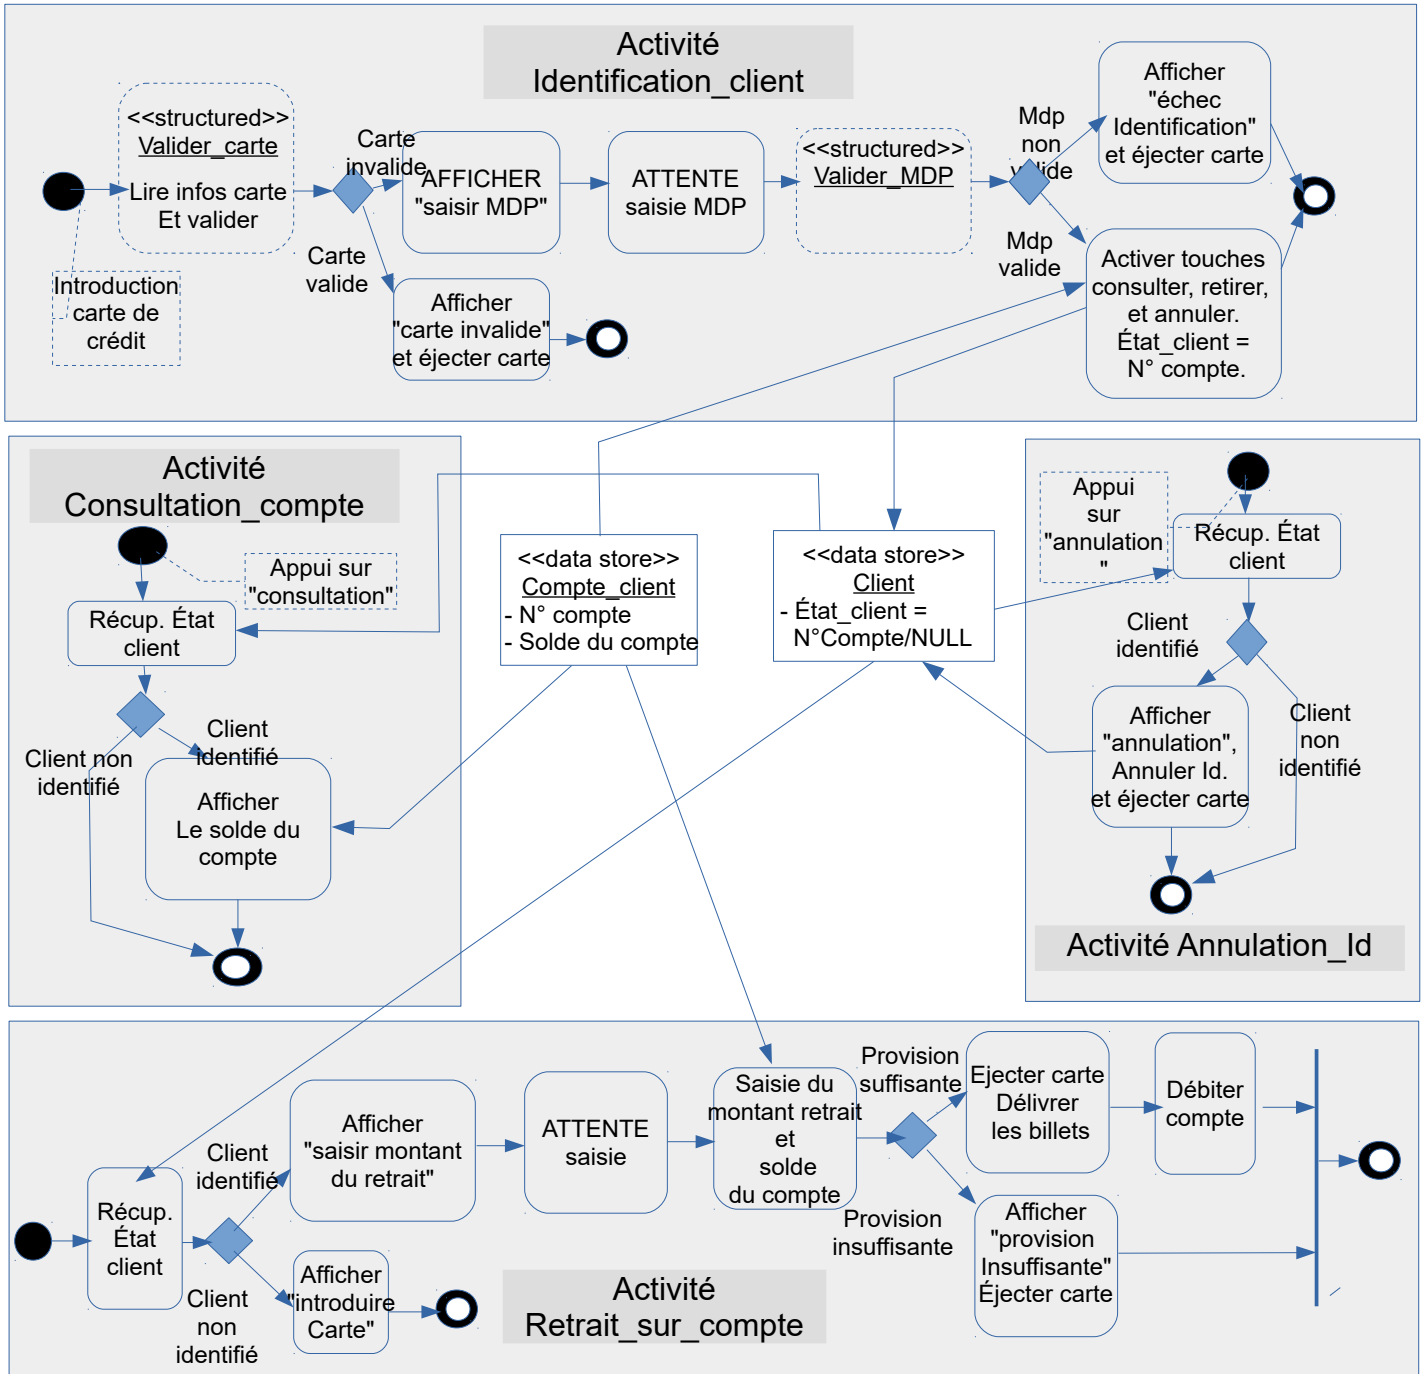 Activité
Identification_client
<<structured>>
Valider_carte
Lire infos carte
Et valider
Introduction
carte de
crédit
Carte
invalide
Carte
valide
AFFICHER
"saisir MDP"
Afficher
"carte invalide"
et éjecter carte
ATTENTE
saisie MDP
<<structured>>
Valider_MDP
Mdp
non
valide
Mdp
valide
Afficher
"échec
Identification"
et éjecter carte
Activer touches
consulter, retirer,
et annuler.
État_client =
N° compte.
Activité
Consultation_compte
Appui sur
"consultation"
Récup. État
client
Client non
identifié
Client
identifié
Afficher
Le solde du
compte
<<data store>>
Compte_client
- N° compte
- Solde du compte
<<data store>>
Client
- État_client =
N°Compte/NULL
Appui
sur
"annulation
"
Récup. État
client
Client
identifié
Client
non
identifié
Afficher
"annulation",
Annuler Id.
et éjecter carte
Activité Annulation_Id
Récup.
État
client
Client
identifié
Client
non
identifié
Afficher
"saisir montant
du retrait"
Afficher
"introduire
Carte"
ATTENTE
saisie
Saisie du
montant retrait
et
solde
du compte
Provision
suffisante
Provision
insuffisante
Ejecter carte
Délivrer
les billets
Débiter
compte
Afficher
"provision
Insuffisante"
Éjecter carte
Activité
Retrait_sur_compte